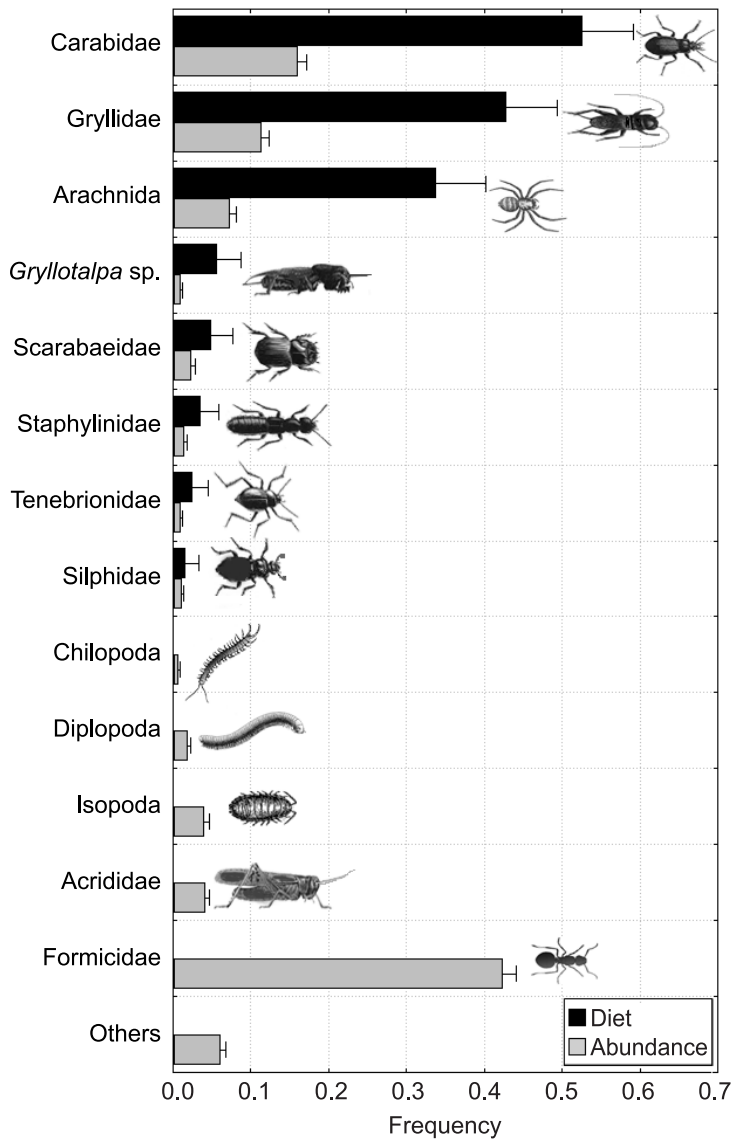 Carabidae
Gryllidae
Arachnida
Gryllotalpa sp.
Scarabaeidae
Staphylinidae
Tenebrionidae
Silphidae
Chilopoda
Diplopoda
Isopoda
Acrididae
Formicidae
Others
Diet
Abundance
0.0 0.1 0.2 0.3 0.4 0.5 0.6 0.7
Frequency